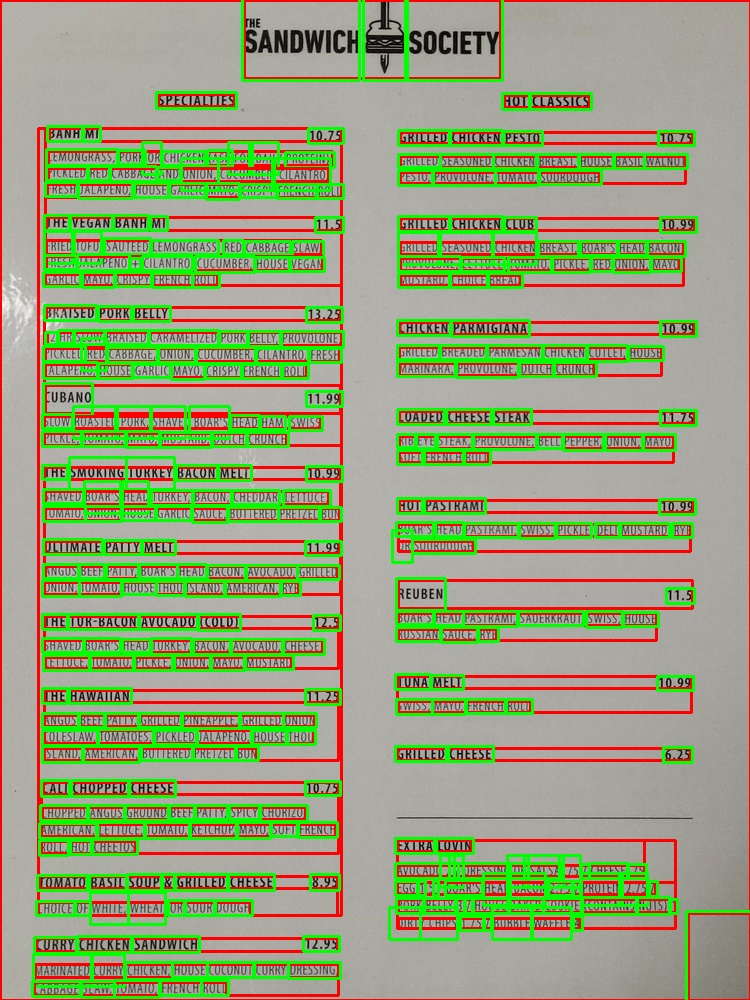 THE
SANDWICH SOCIETY
SPECIALTIES
BANH MI 10.75
LEMONGRASS, PORK OR CHICKEN
PICKLED RED CABBAGE AND ONION, CUCUMBER, CILANTRO
FRESH JALAPENO, HOUSE GARLIC MAYO, CRISPY FRENCH ROLL
THE VEGAN BANH MI 11.5
FRIED TOFU, SAUTEED LEMONGRASS, RED CABBAGE SLAW
FRESH JALAPENO + CILANTRO, CUCUMBER, HOUSE VEGAN
GARLIC MAYO, CRISPY FRENCH ROLL
BRAISED PORK BELLY 13.25
12 HR SLOW BRAISED CARAMELIZED PORK BELLY, PROVOLONE
PICKLED RED CABBAGE, ONION, CUCUMBER, CILANTRO, FRESH
JALAPENO, HOUSE GARLIC MAYO, CRISPY FRENCH ROLL
CUBANO 11.99
SLOW ROASTED PORK, SHAVED BOAR'S HEAD HAM, SWISS
PICKLE, TOMATO, MAYO, MUSTARD, DUTCH CRUNCH
THE SMOKING TURKEY BACON MELT 10.99
SHAVED BOAR'S HEAD TURKEY, BACON, CHEDDAR, LETTUCE
TOMATO, ONION, HOUSE GARLIC SAUCE, BUTTERED PRETZEL BUN
ULTIMATE PATTY MELT 11.99
ANGUS BEEF PATTY, BOAR'S HEAD BACON, AVOCADO, GRILLED
ONION, TOMATO, HOUSE THOU ISLAND, AMERICAN, RYE
THE TUR-BACON AVOCADO (COLD) 12.5
SHAVED BOAR'S HEAD TURKEY, BACON, AVOCADO, CHEESE
LETTUCE, TOMATO, PICKLE, ONION, MAYO, MUSTARD
THE HAWAIIAN 11.25
ANGUS BEEF PATTY, GRILLED PINEAPPLE, GRILLED ONION
COLESLAW, TOMATOES, PICKLED JALAPENO, HOUSE THOU
ISLAND, AMERICAN, BUTTERED PRETZEL BUN
CALI CHOPPED CHEESE 10.75
CHOPPED ANGUS GROUND BEEF PATTY, SPICY CHORIZO
AMERICAN, LETTUCE, TOMATO, KETCHUP, MAYO, SOFT FRENCH
ROLL, HOT CHEETOS
TOMATO BASIL SOUP & GRILLED CHEESE 8.95
CHOICE OF WHITE, WHEAT OR SOUR DOUGH
CURRY CHICKEN SANDWICH 12.95
MARINATED CURRY CHICKEN, HOUSE COCONUT CURRY DRESSING
CABBAGE SLAW, TOMATO, FRENCH ROLL
HOT CLASSICS
GRILLED CHICKEN PESTO 10.75
GRILLED SEASONED CHICKEN BREAST, HOUSE BASIL WALNUT
PESTO, PROVOLONE, TOMATO, SOURDOUGH
GRILLED CHICKEN CLUB 10.99
GRILLED SEASONED CHICKEN BREAST, BOAR'S HEAD BACON
PROVOLONE, LETTUCE, TOMATO, PICKLE, RED ONION, MAYO
MUSTARD, CHOICE BREAD
CHICKEN PARMIGIANA 10.99
GRILLED BREADED PARMESAN CHICKEN CUTLET, HOUSE
MARINARA, PROVOLONE, DUTCH CRUNCH
LOADED CHEESE STEAK 11.75
RIB EYE STEAK, PROVOLONE, BELL PEPPER, ONION, MAYO
SOFT FRENCH ROLL
HOT PASTRAMI 10.99
BOAR'S HEAD PASTRAMI, SWISS, PICKLE, DELI MUSTARD, RYE
OR SOURDOUGH
REUBEN 11.5
BOAR'S HEAD PASTRAMI, SAUERKRAUT, SWISS, HOUSE
RUSSIAN SAUCE, RYE
TUNA MELT 10.99
SWISS, MAYO, FRENCH ROLL
GRILLED CHEESE 6.25
EXTRA LOVIN
AVOCADO DRESSING OR SALSA .75 / CHEESE .75
EGG BOAR'S HEAD BACON 2.75 / PROTEIN 2.75
PORK BELLY HOUSE BAKED COOKIE (CONTAINS NUTS)
DIRTY CHIPS 1.75 / BUBBLE WAFFLE